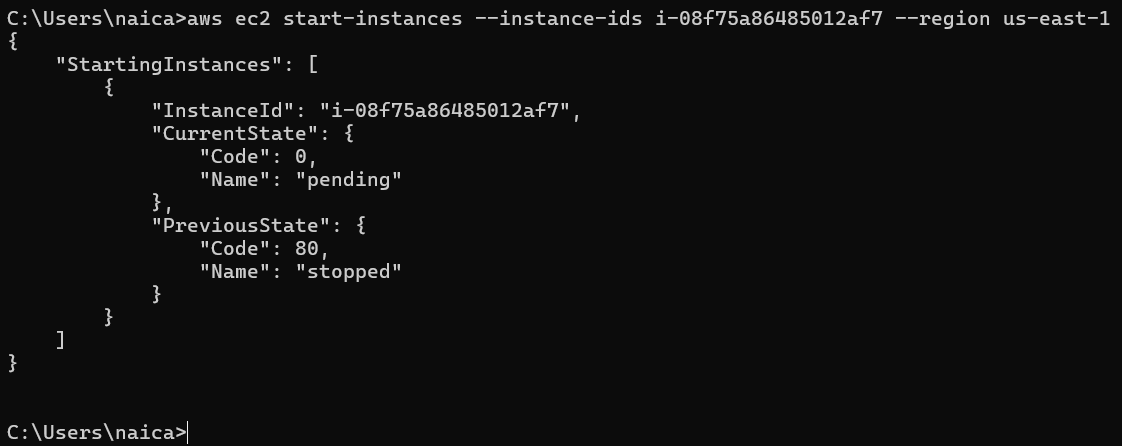 C:\Users\naica>aws ec2 start-instances --instance-ids i-08f75a86485012af7 --region us-east-1
{
    "StartingInstances": [
        {
            "InstanceId": "i-08f75a86485012af7",
            "CurrentState": {
                "Code": 0,
                "Name": "pending"
            },
            "PreviousState": {
                "Code": 80,
                "Name": "stopped"
            }
        }
    ]
}
C:\Users\naica>